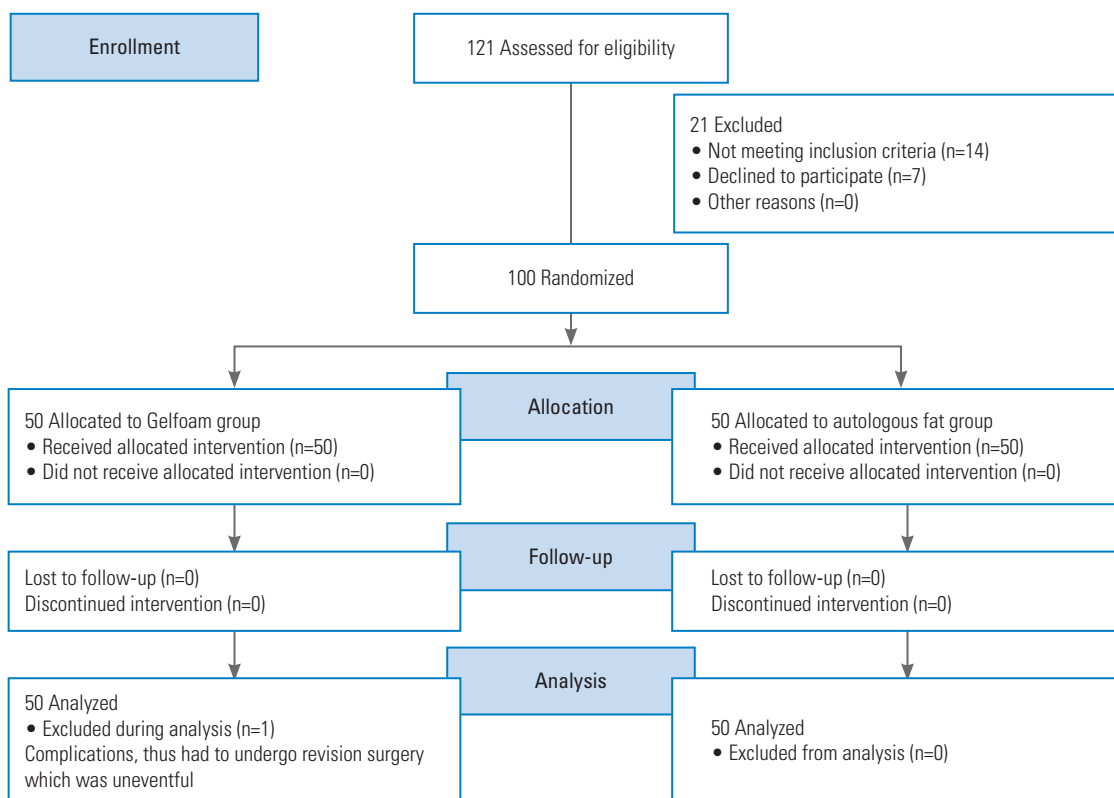 Enrollment
121 Assessed for eligibility
21 Excluded
• Not meeting inclusion criteria (n=14)
• Declined to participate (n=7)
• Other reasons (n=0)
100 Randomized
Allocation
50 Allocated to Gelfoam group
• Received allocated intervention (n=50)
• Did not receive allocated intervention (n=0)
50 Allocated to autologous fat group
• Received allocated intervention (n=50)
• Did not receive allocated intervention (n=0)
Follow-up
Lost to follow-up (n=0)
Discontinued intervention (n=0)
Lost to follow-up (n=0)
Discontinued intervention (n=0)
Analysis
50 Analyzed
• Excluded during analysis (n=1)
Complications, thus had to undergo revision surgery
which was uneventful
50 Analyzed
• Excluded from analysis (n=0)